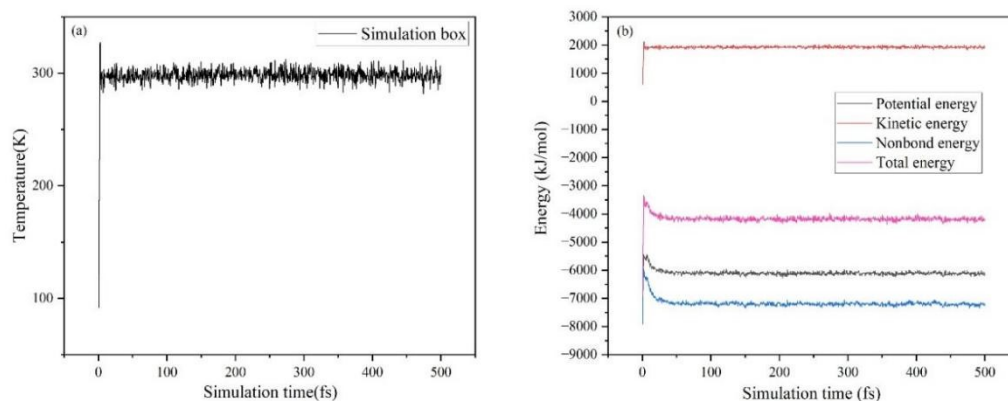 (a)
Simulation box
300
200
100
Temperature(K)
0 100 200 300 400 500
Simulation time(fs)
(b)
3000
2000
1000
0
−1000
−2000
−3000
−4000
−5000
−6000
−7000
−8000
−9000
Energy (kJ/mol)
Potential energy
Kinetic energy
Nonbond energy
Total energy
0 100 200 300 400 500
Simulation time (fs)